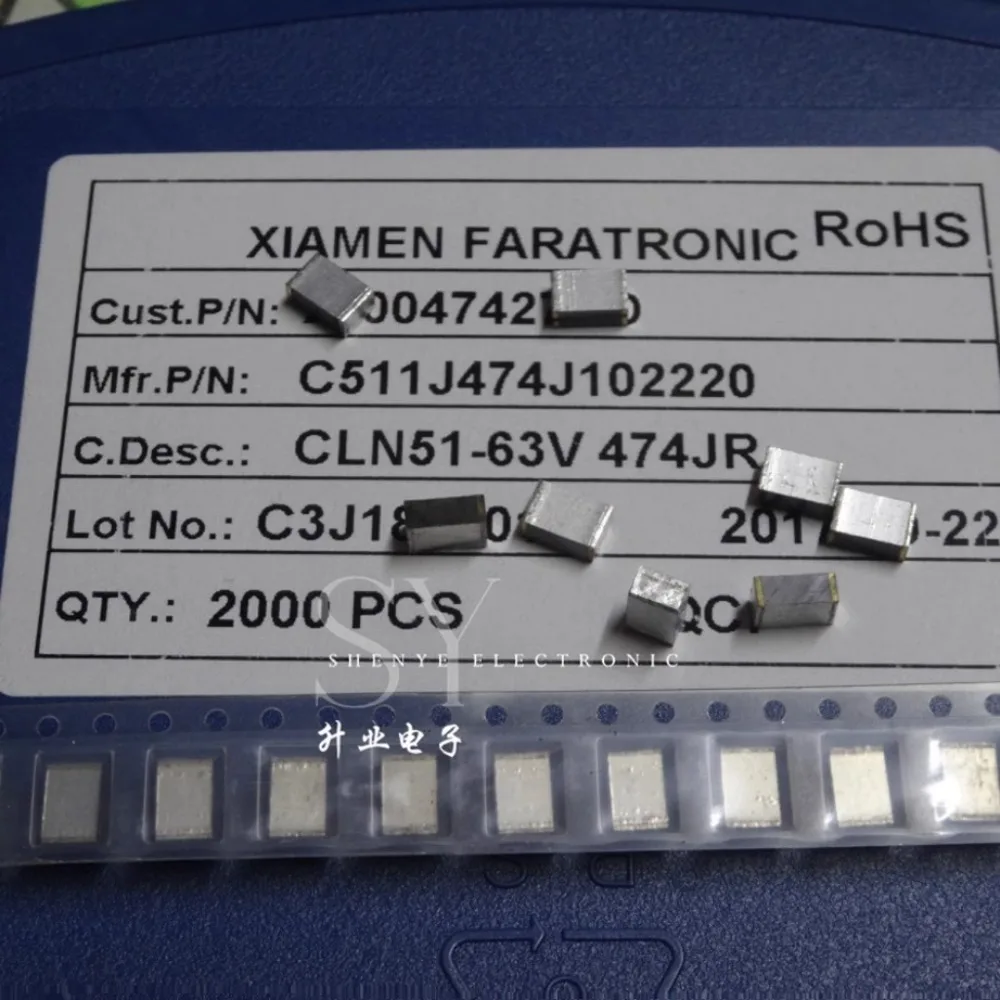 XIAMEN FARATRONIC RoHS
Cust.P/N:
Mfr.P/N: C511J474J102220
C.Desc.: CLN51-63V 474JR
Lot No.:
QTY.: 2000 PCS
SY
SHENYE ELECTRONIC
升业电子